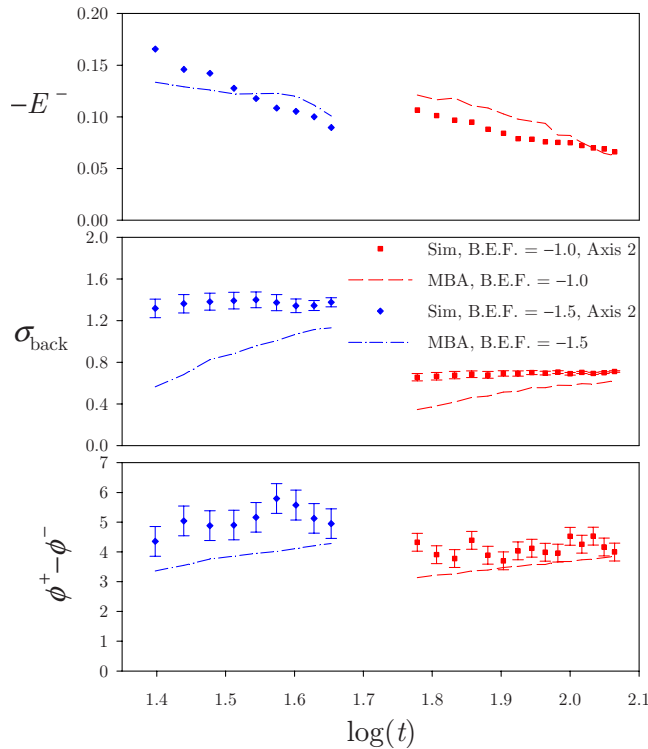 0.20
0.15
−E⁻
0.10
0.05
0.00
2.0
Sim, B.E.F. = −1.0, Axis 2
1.6
MBA, B.E.F. = −1.0
1.2
Sim, B.E.F. = −1.5, Axis 2
σback
MBA, B.E.F. = −1.5
0.8
0.4
0.0
7
6
5
ϕ⁺−ϕ⁻
4
3
2
1
0
1.4 1.5 1.6 1.7 1.8 1.9 2.0 2.1
log(t)